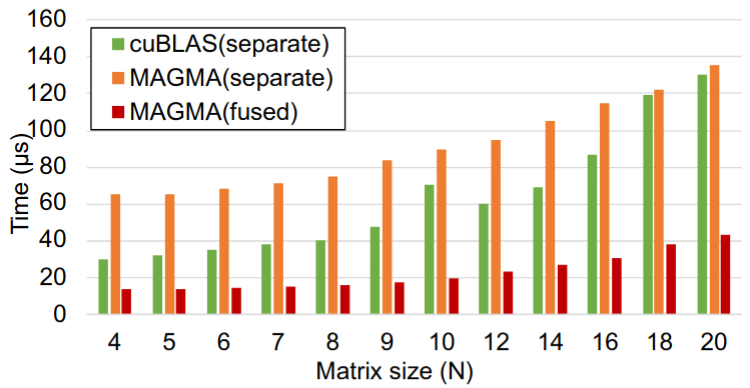 160
140
120
100
80
60
40
20
0
Time (μs)
cuBLAS(separate)
MAGMA(separate)
MAGMA(fused)
4 5 6 7 8 9 10 12 14 16 18 20
Matrix size (N)